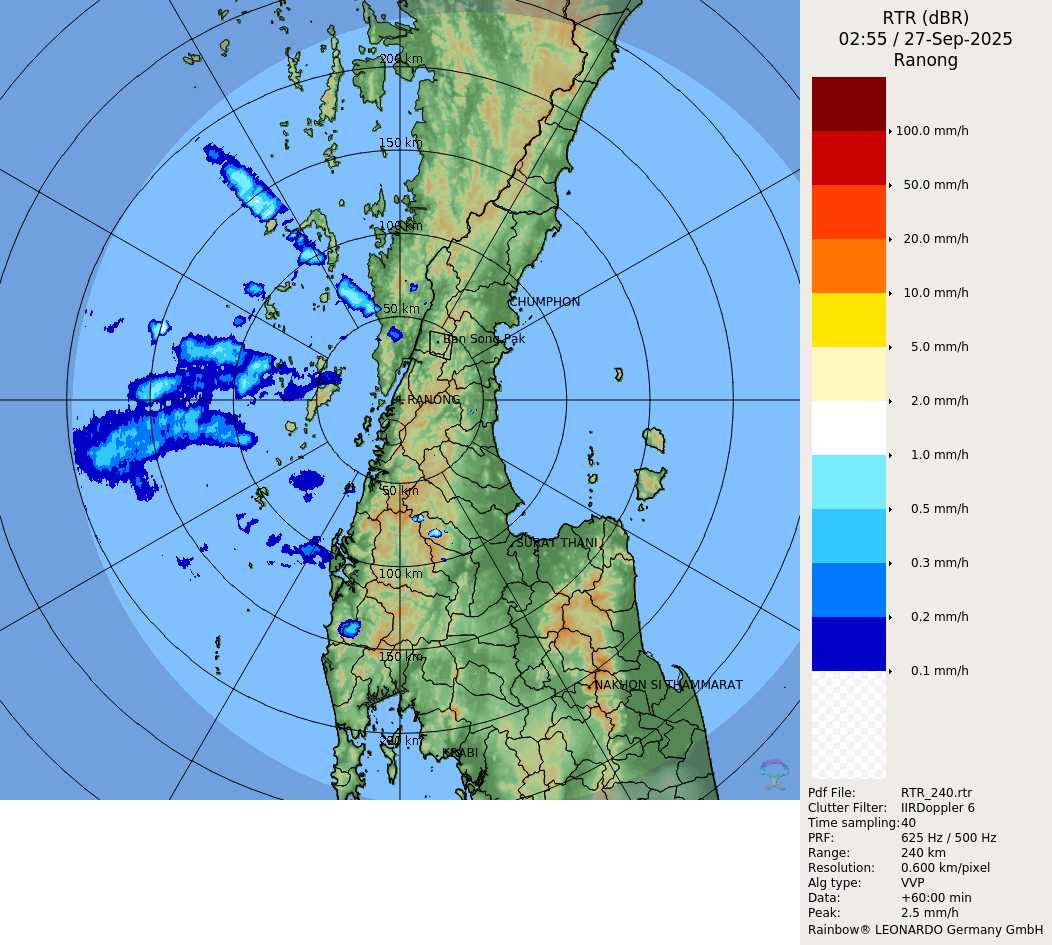 RTR (dBR)
02:55 / 27-Sep-2025
Ranong
100.0 mm/h
50.0 mm/h
20.0 mm/h
10.0 mm/h
5.0 mm/h
2.0 mm/h
1.0 mm/h
0.5 mm/h
0.3 mm/h
0.2 mm/h
0.1 mm/h
200 km
150 km
100 km
50 km
CHUMPHON
Ban Song Pak
RANONG
50 km
SURAT THANI
100 km
150 km
NAKHON SI THAMMARAT
200 km
KRABI
Pdf File: RTR_240.rtr
Clutter Filter: IIRDoppler 6
Time sampling:40
PRF: 625 Hz / 500 Hz
Range: 240 km
Resolution: 0.600 km/pixel
Alg type: VVP
Data: +60:00 min
Peak: 2.5 mm/h
Rainbow® LEONARDO Germany GmbH